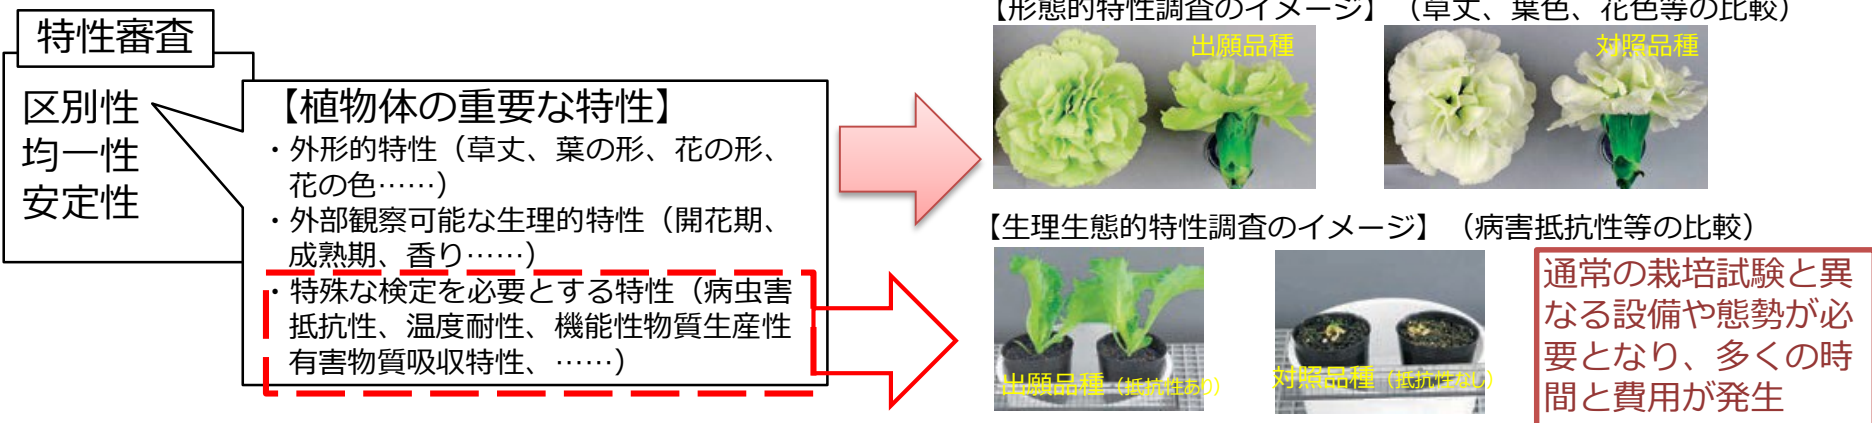 特性審査
区別性
均一性
安定性
【植物体の重要な特性】
・外形的特性（草丈、葉の形、花の形、
花の色……）
・外部観察可能な生理的特性（開花期、
成熟期、香り……）
・特殊な検定を必要とする特性（病虫害
抵抗性、温度耐性、機能性物質生産性
有害物質吸収特性、……）
【形態的特性調査のイメージ】（草丈、葉色、花色等の比較）
出願品種
対照品種
【生理生態的特性調査のイメージ】（病害抵抗性等の比較）
出願品種（抵抗性あり）
対照品種（抵抗性なし）
通常の栽培試験と異
なる設備や態勢が必
要となり、多くの時
間と費用が発生